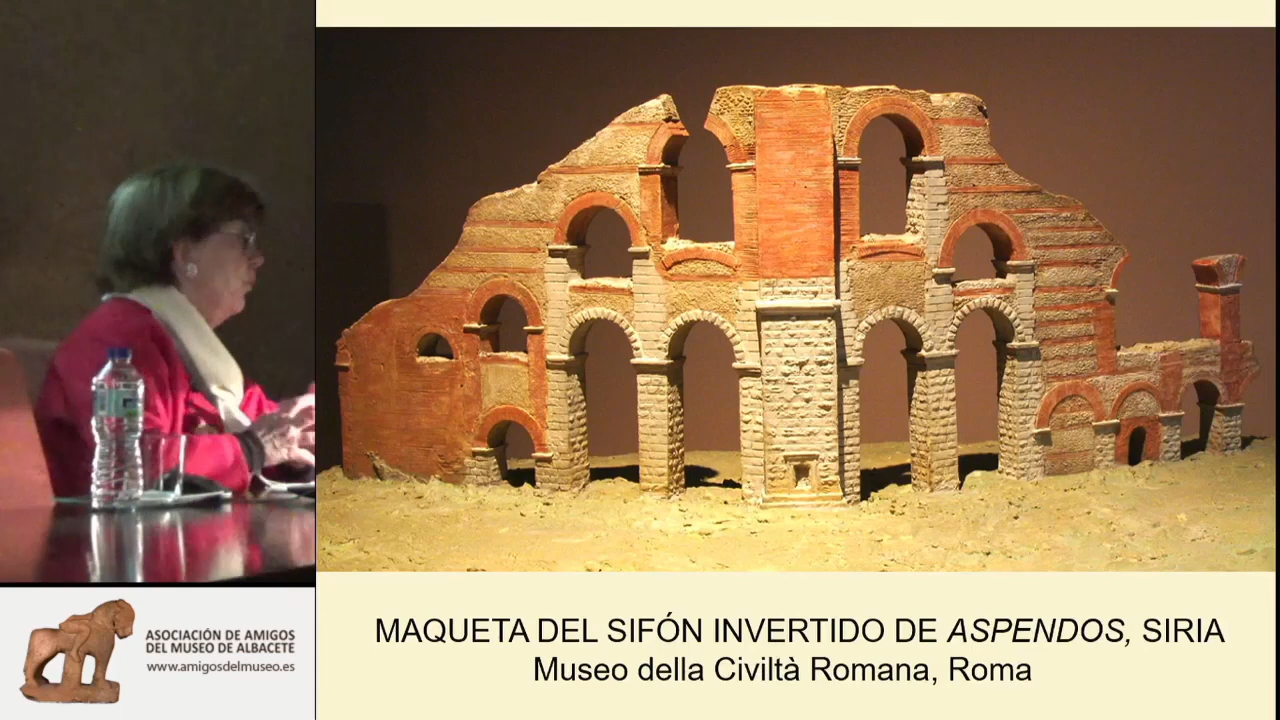 MAQUETA DEL SIFÓN INVERTIDO DE ASPENDOS, SIRIA
Museo della Civiltà Romana, Roma
ASOCIACIÓN DE AMIGOS
DEL MUSEO DE ALBACETE
www.amigosdelmuseo.es